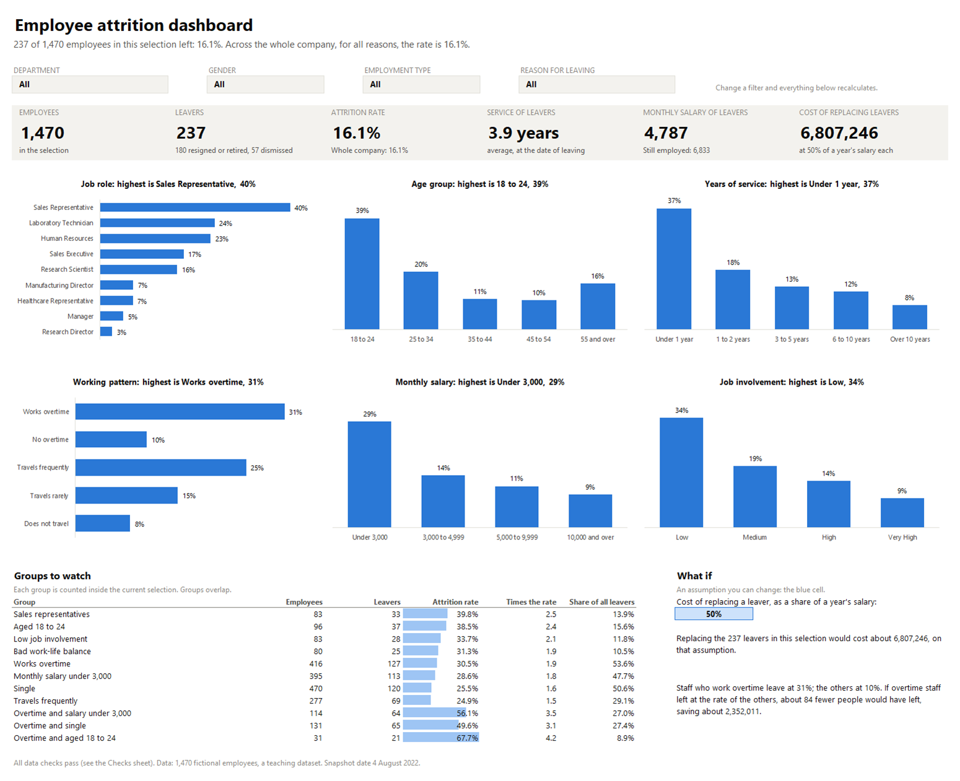 Employee attrition dashboard
237 of 1,470 employees in this selection left: 16.1%. Across the whole company, for all reasons, the rate is 16.1%.
DEPARTMENT GENDER EMPLOYMENT TYPE REASON FOR LEAVING
All All All All Change a filter and everything below recalculates.
EMPLOYEES LEAVERS ATTRITION RATE SERVICE OF LEAVERS MONTHLY SALARY OF LEAVERS COST OF REPLACING LEAVERS
1,470 237 16.1% 3.9 years 4,787 6,807,246
in the selection 180 resigned or retired, 57 dismissed Whole company: 16.1% average, at the date of leaving Still employed: 6,833 at 50% of a year's salary each
Job role: highest is Sales Representative, 40%
Sales Representative 40%
Laboratory Technician 24%
Human Resources 23%
Sales Executive 17%
Research Scientist 16%
Manufacturing Director 7%
Healthcare Representative 7%
Manager 5%
Research Director 3%
Age group: highest is 18 to 24, 39%
39% 20% 11% 10% 16%
18 to 24 25 to 34 35 to 44 45 to 54 55 and over
Years of service: highest is Under 1 year, 37%
37% 18% 13% 12% 8%
Under 1 year 1 to 2 years 3 to 5 years 6 to 10 years Over 10 years
Working pattern: highest is Works overtime, 31%
Works overtime 31%
No overtime 10%
Travels frequently 25%
Travels rarely 15%
Does not travel 8%
Monthly salary: highest is Under 3,000, 29%
29% 14% 11% 9%
Under 3,000 3,000 to 4,999 5,000 to 9,999 10,000 and over
Job involvement: highest is Low, 34%
34% 19% 14% 9%
Low Medium High Very High
Groups to watch
Each group is counted inside the current selection. Groups overlap.
Group Employees Leavers Attrition rate Times the rate Share of all leavers
Sales representatives 83 33 39.8% 2.5 13.9%
Aged 18 to 24 96 37 38.5% 2.4 15.6%
Low job involvement 83 28 33.7% 2.1 11.8%
Bad work-life balance 80 25 31.3% 1.9 10.5%
Works overtime 416 127 30.5% 1.9 53.6%
Monthly salary under 3,000 395 113 28.6% 1.8 47.7%
Single 470 120 25.5% 1.6 50.6%
Travels frequently 277 69 24.9% 1.5 29.1%
Overtime and salary under 3,000 114 64 56.1% 3.5 27.0%
Overtime and single 131 65 49.6% 3.1 27.4%
Overtime and aged 18 to 24 31 21 67.7% 4.2 8.9%
What if
An assumption you can change: the blue cell.
Cost of replacing a leaver, as a share of a year's salary:
50%
Replacing the 237 leavers in this selection would cost about 6,807,246, on
that assumption.
Staff who work overtime leave at 31%; the others at 10%. If overtime staff
left at the rate of the others, about 84 fewer people would have left,
saving about 2,352,011.
All data checks pass (see the Checks sheet). Data: 1,470 fictional employees, a teaching dataset. Snapshot date 4 August 2022.